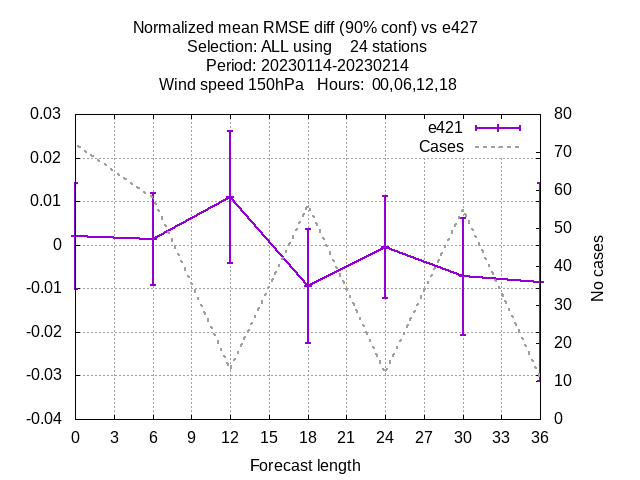 Normalized mean RMSE diff (90% conf) vs e427
Selection: ALL using 24 stations
Period: 20230114-20230214
Wind speed 150hPa Hours: 00,06,12,18
e421
Cases
0.03
0.02
0.01
0
-0.01
-0.02
-0.03
-0.04
80
70
60
50
40
30
20
10
0
No cases
0 3 6 9 12 15 18 21 24 27 30 33 36
Forecast length